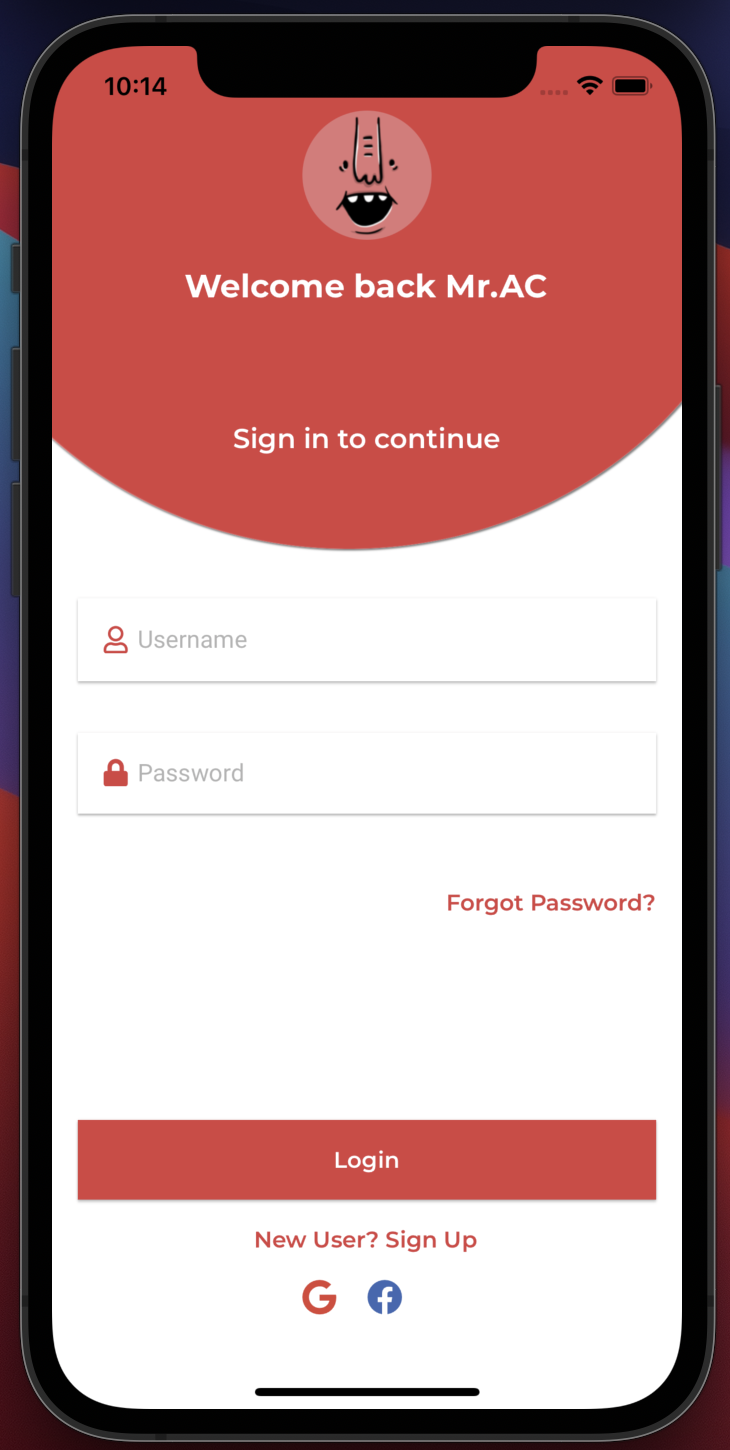 10:14
Welcome back Mr.AC
Sign in to continue
Username
Password
Forgot Password?
Login
New User? Sign Up